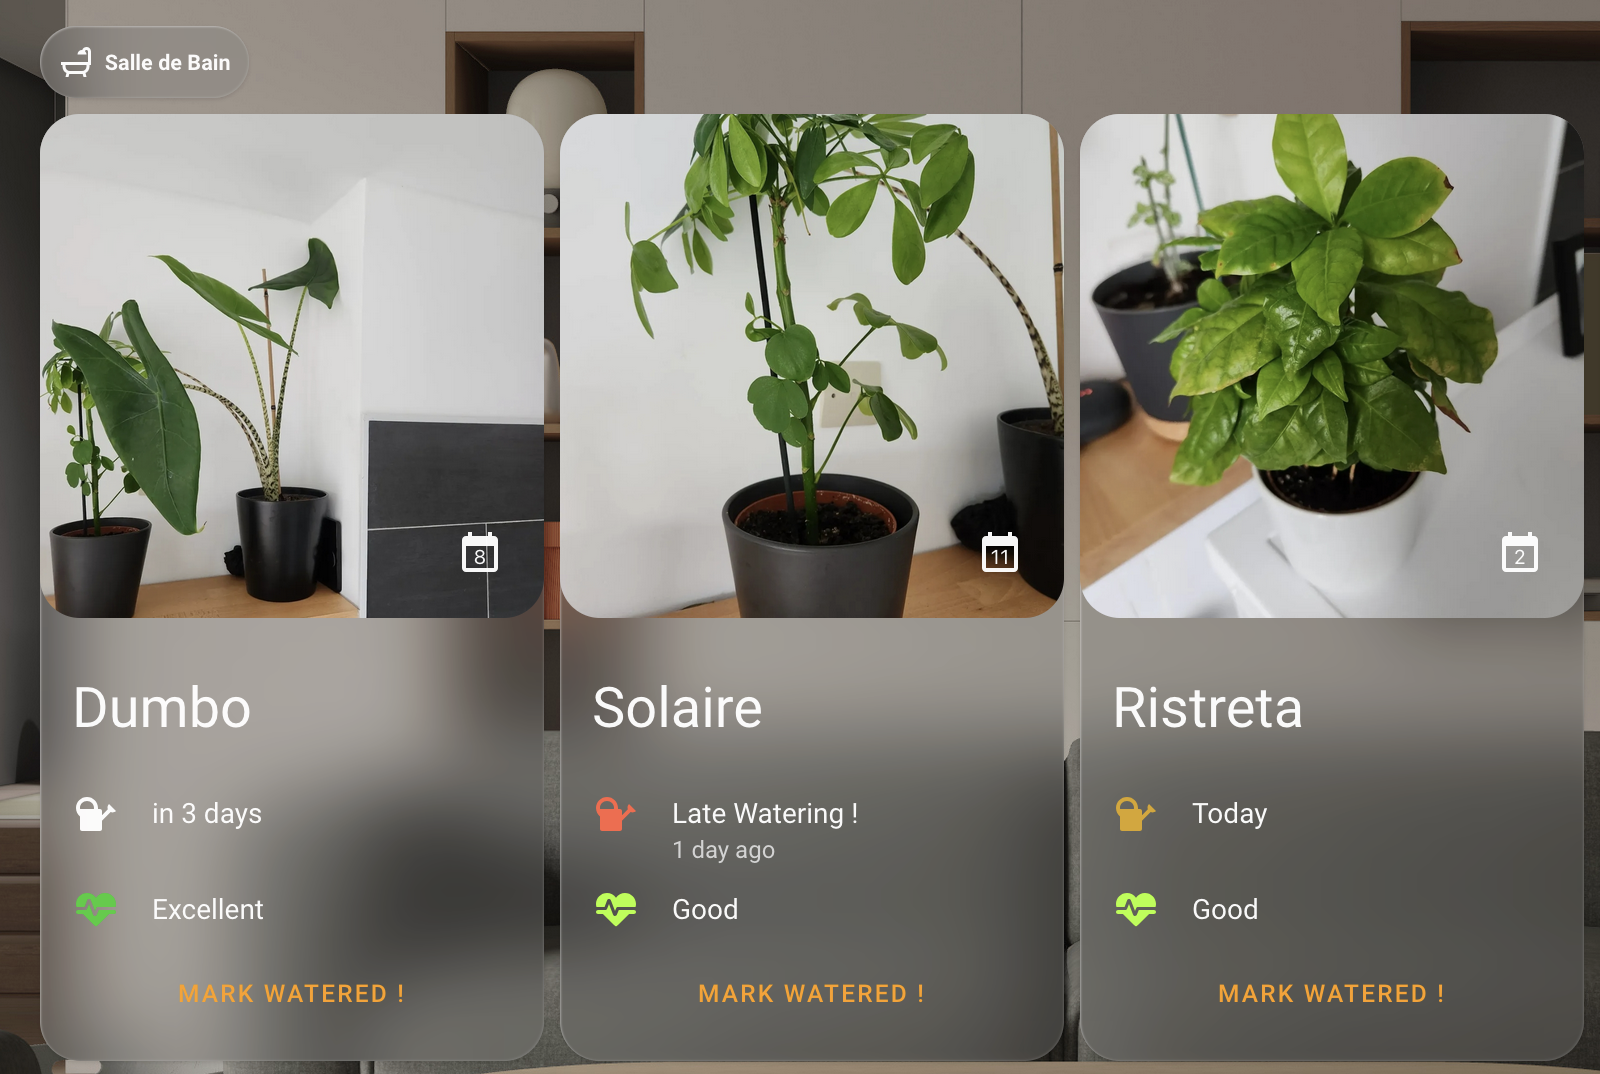 Salle de Bain
8
11
2
Dumbo
in 3 days
Excellent
MARK WATERED !
Solaire
Late Watering !
1 day ago
Good
MARK WATERED !
Ristreta
Today
Good
MARK WATERED !